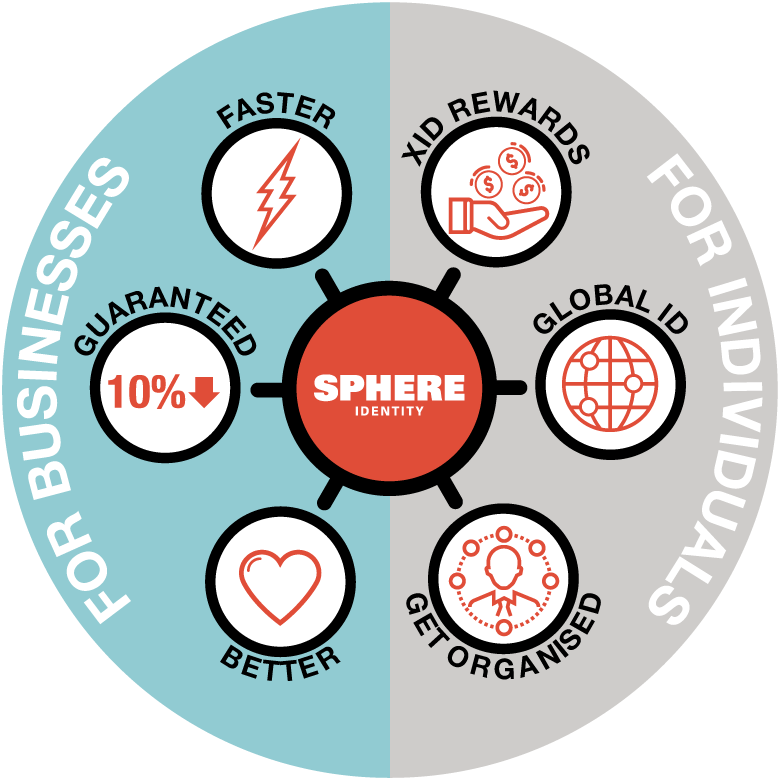 FOR BUSINESSES
FASTER
GUARANTEED
10%
BETTER
SPHERE
IDENTITY
FOR INDIVIDUALS
XID REWARDS
$
$
$
GLOBAL ID
GET ORGANISED